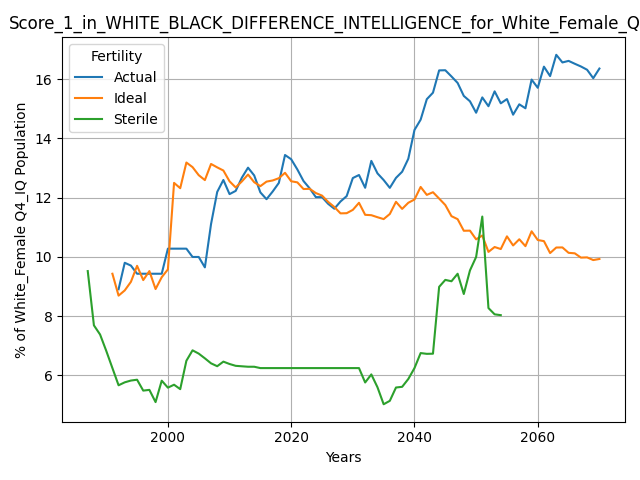 Score_1_in_WHITE_BLACK_DIFFERENCE_INTELLIGENCE_for_White_Female_Q
Fertility
Actual
Ideal
Sterile
% of White_Female Q4_IQ Population
16
14
12
10
8
6
2000 2020 2040 2060
Years